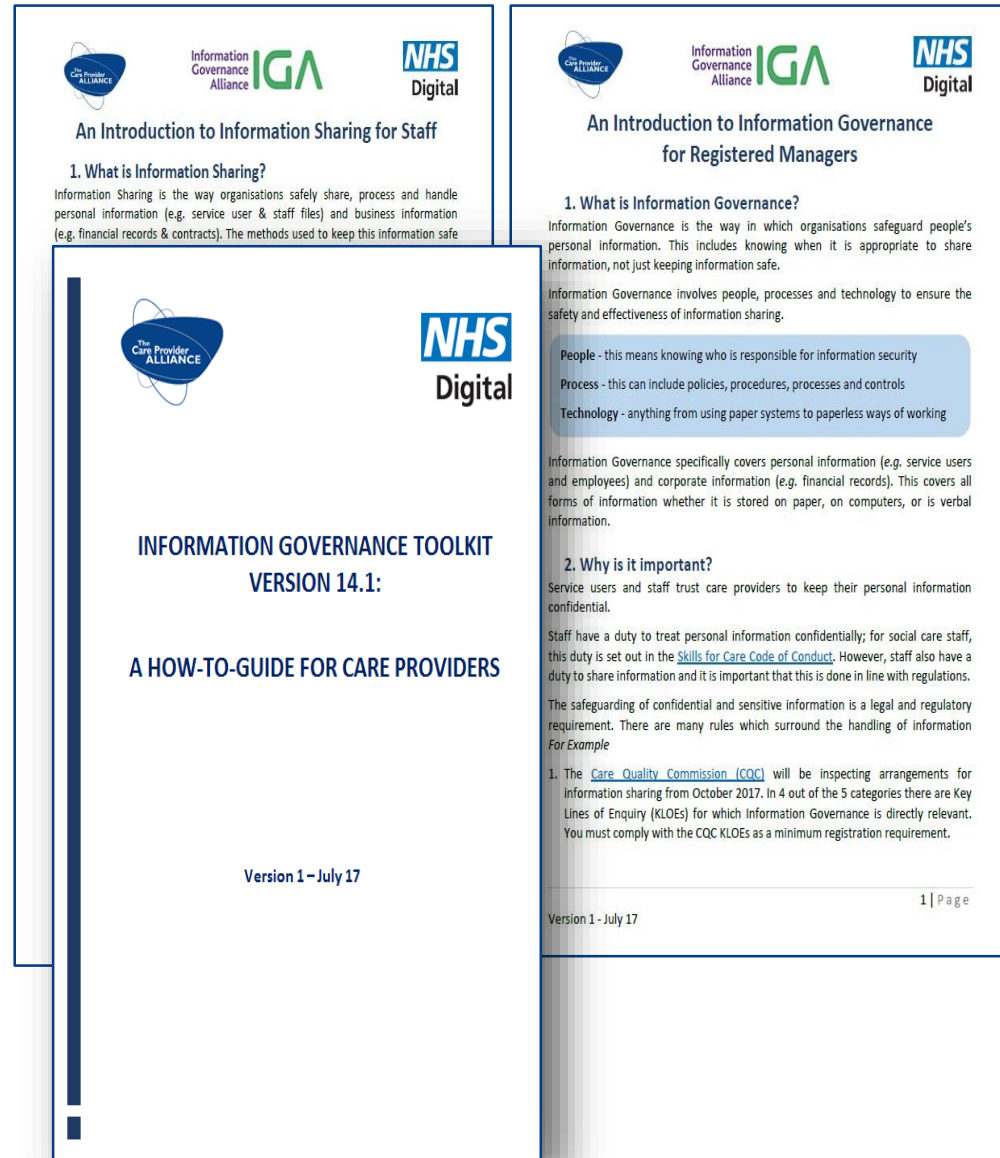 The
Care Provider
ALLIANCE
Information
Governance
Alliance
IGA
NHS
Digital
An Introduction to Information Sharing for Staff
1. What is Information Sharing?
Information Sharing is the way organisations safely share, process and handle
personal information (e.g. service user & staff files) and business information
(e.g. financial records & contracts). The methods used to keep this information safe
The
Care Provider
ALLIANCE
Information
Governance
Alliance
IGA
NHS
Digital
An Introduction to Information Governance
for Registered Managers
1. What is Information Governance?
Information Governance is the way in which organisations safeguard people's
personal information. This includes knowing when it is appropriate to share
information, not just keeping information safe.
Information Governance involves people, processes and technology to ensure the
safety and effectiveness of information sharing.
People - this means knowing who is responsible for information security
Process - this can include policies, procedures, processes and controls
Technology - anything from using paper systems to paperless ways of working
Information Governance specifically covers personal information (e.g. service users
and employees) and corporate information (e.g. financial records). This covers all
forms of information whether it is stored on paper, on computers, or is verbal
information.
2. Why is it important?
Service users and staff trust care providers to keep their personal information
confidential.
Staff have a duty to treat personal information confidentially; for social care staff,
this duty is set out in the Skills for Care Code of Conduct. However, staff also have a
duty to share information and it is important that this is done in line with regulations.
The safeguarding of confidential and sensitive information is a legal and regulatory
requirement. There are many rules which surround the handling of information
For Example
1. The Care Quality Commission (CQC) will be inspecting arrangements for
information sharing from October 2017. In 4 out of the 5 categories there are Key
Lines of Enquiry (KLOEs) for which Information Governance is directly relevant.
You must comply with the CQC KLOEs as a minimum registration requirement.
1 | Page
Version 1 - July 17
The
Care Provider
ALLIANCE
NHS
Digital
INFORMATION GOVERNANCE TOOLKIT
VERSION 14.1:
A HOW-TO-GUIDE FOR CARE PROVIDERS
Version 1 – July 17